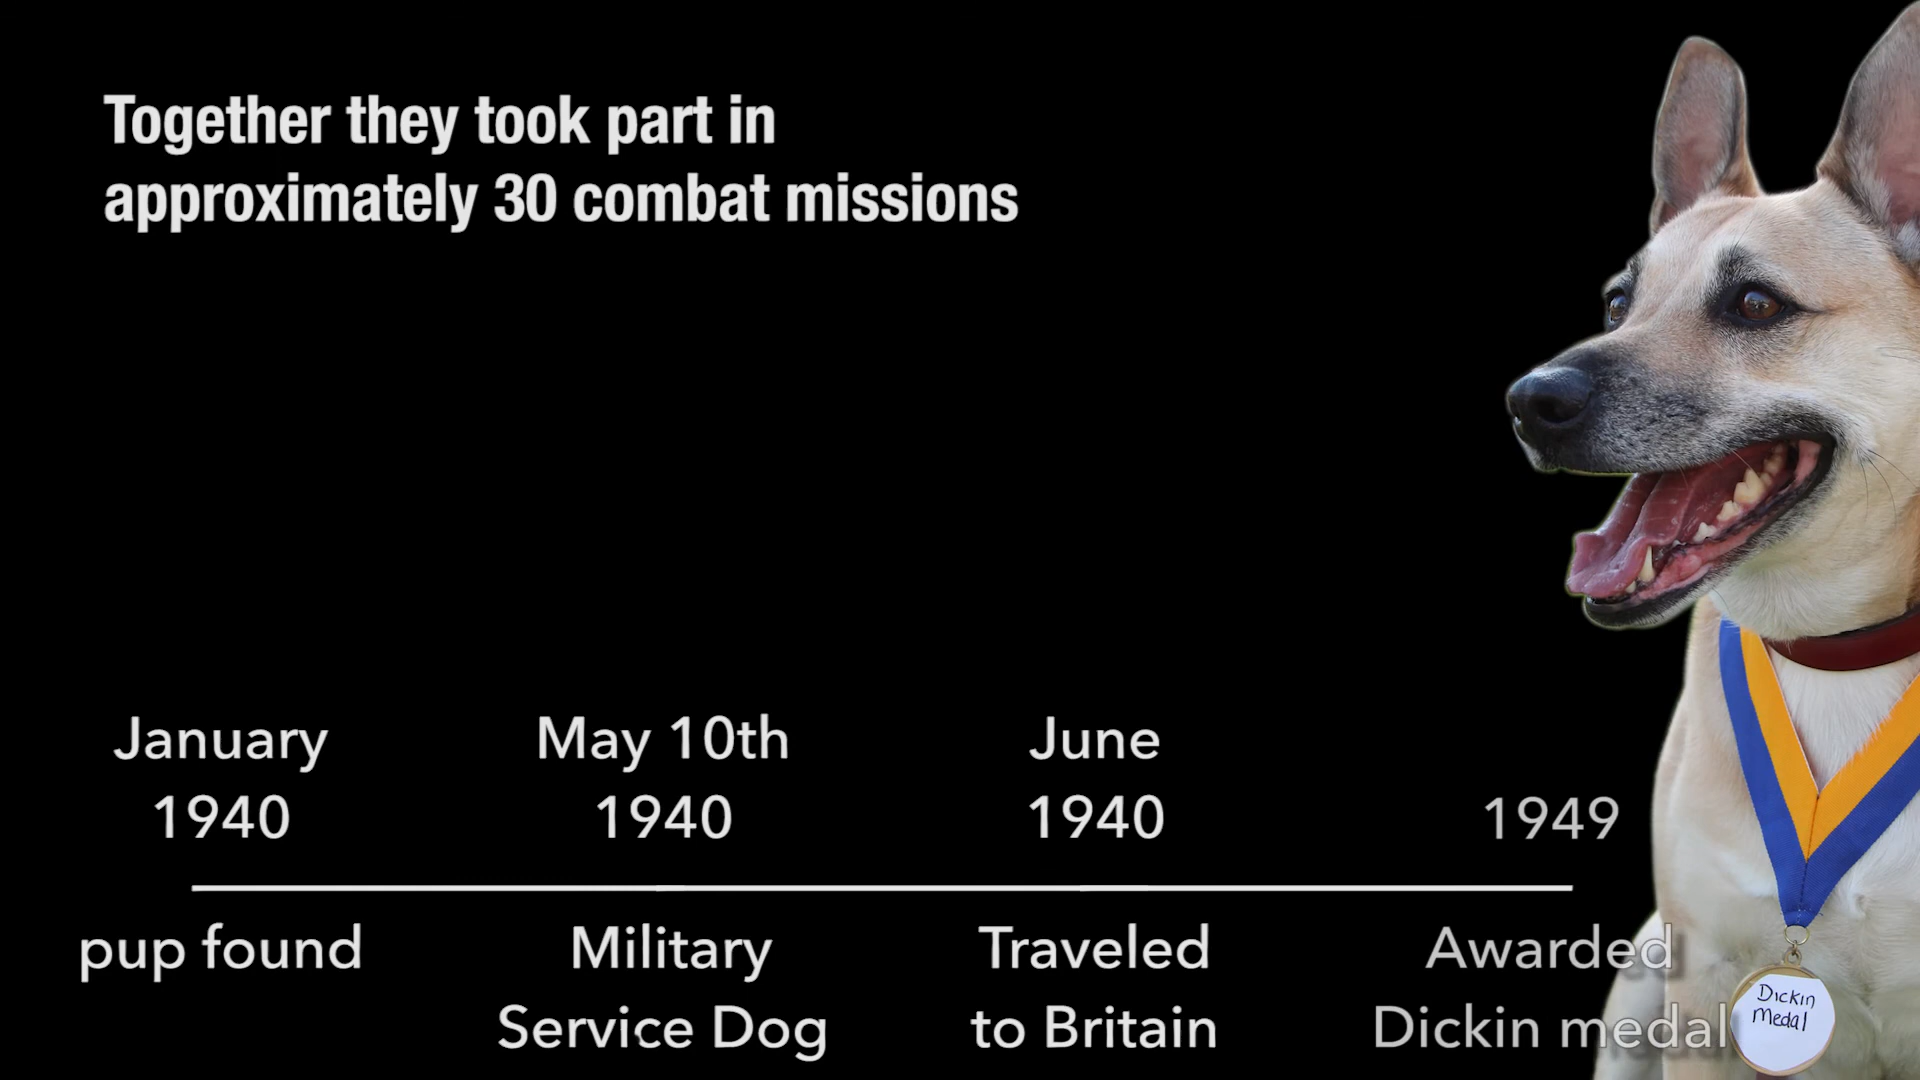 Together they took part in
approximately 30 combat missions
January
1940
pup found
May 10th
1940
Military
Service Dog
June
1940
Traveled
to Britain
1949
Awarded
Dickin medal
Dickin
Medal